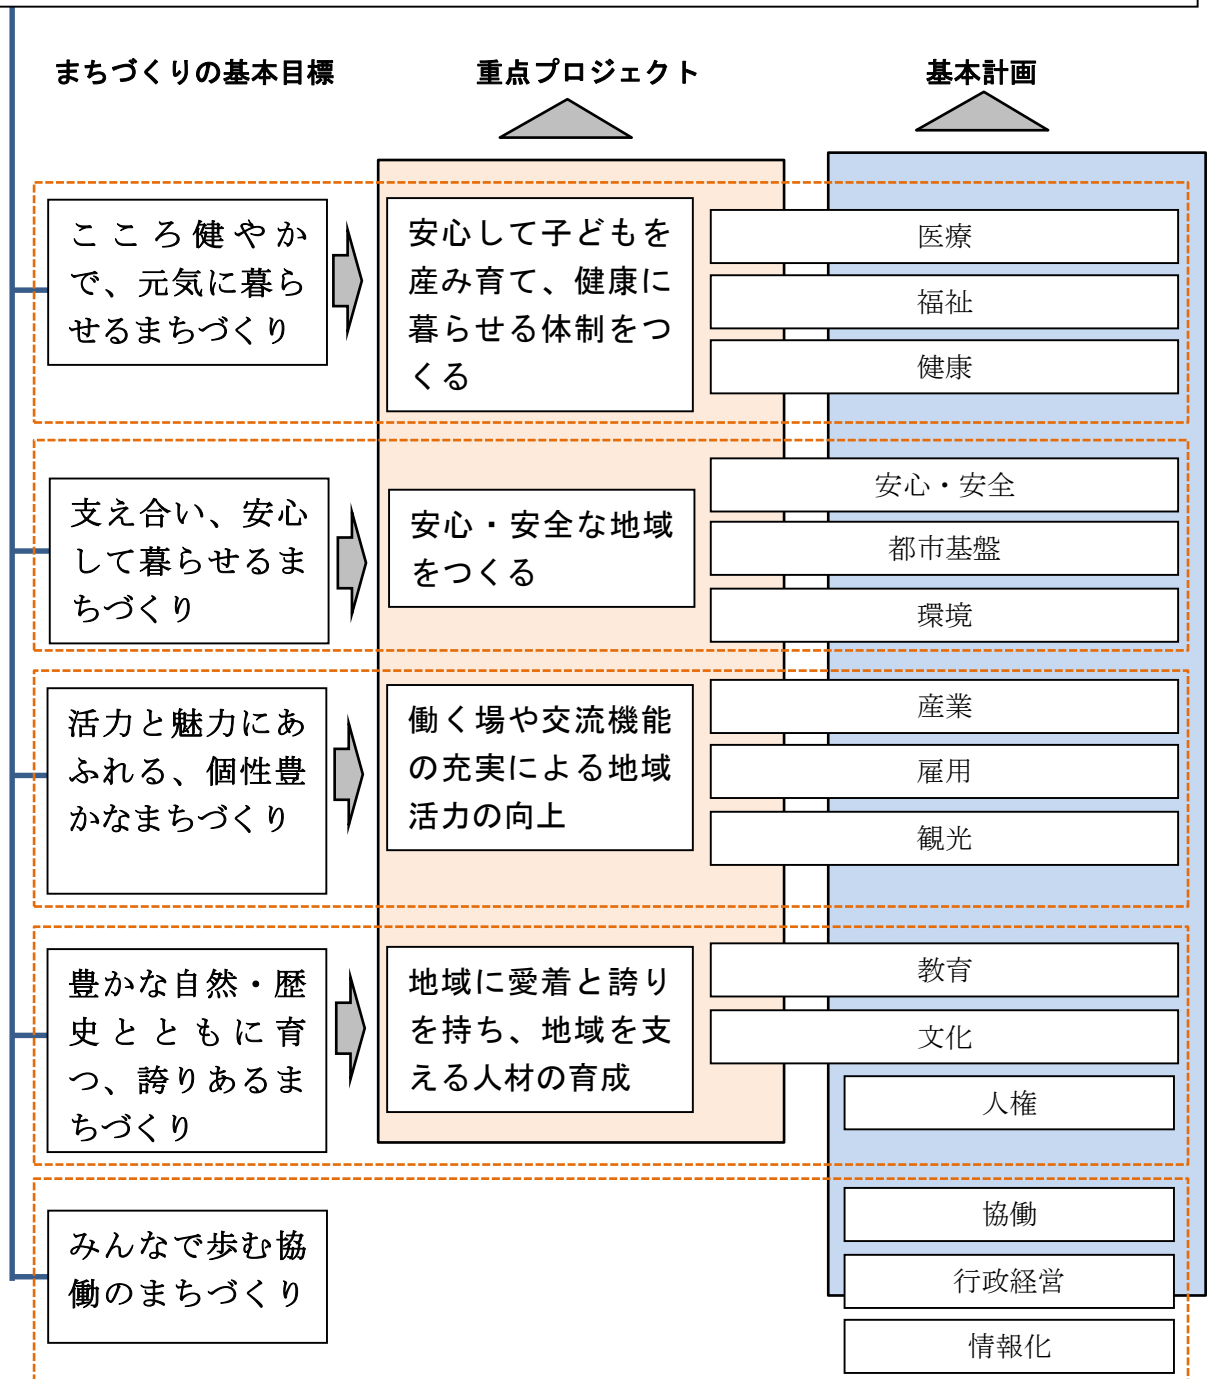 まちづくりの基本目標
重点プロジェクト
基本計画
こころ健やか
で、元気に暮ら
せるまちづくり
安心して子どもを
産み育て、健康に
暮らせる体制をつ
くる
医療
福祉
健康
支え合い、安心
して暮らせるま
ちづくり
安心・安全な地域
をつくる
安心・安全
都市基盤
環境
活力と魅力にあ
ふれる、個性豊
かなまちづくり
働く場や交流機能
の充実による地域
活力の向上
産業
雇用
観光
豊かな自然・歴
史とともに育
つ、誇りあるま
ちづくり
地域に愛着と誇り
を持ち、地域を支
える人材の育成
教育
文化
人権
みんなで歩む協
働のまちづくり
協働
行政経営
情報化